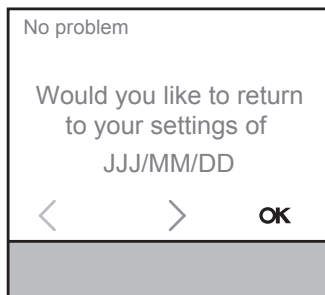 No problem
Would you like to return
to your settings of
JJJ/MM/DD
< > OK